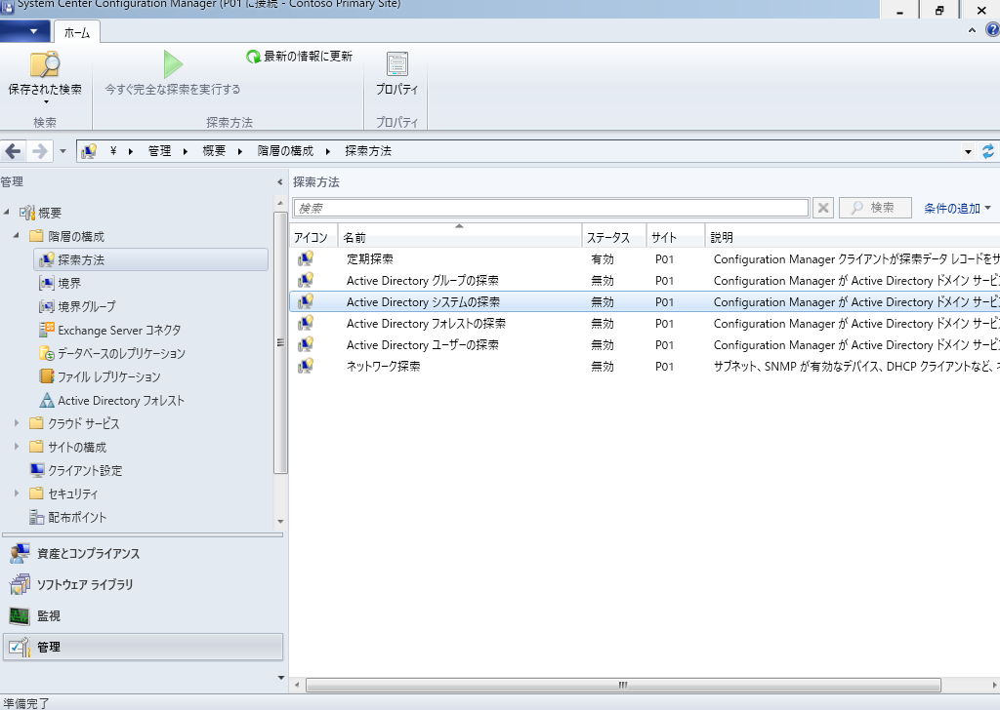 System Center Configuration Manager (P01 に接続 - Contoso Primary Site)
ホーム
保存された検索
今すぐ完全な探索を実行する
最新の情報に更新
プロパティ
検索
探索方法
プロパティ
¥ 管理 概要 階層の構成 探索方法
管理
概要
階層の構成
探索方法
境界
境界グループ
Exchange Server コネクタ
データベースのレプリケーション
ファイル レプリケーション
Active Directory フォレスト
クラウド サービス
サイトの構成
クライアント設定
セキュリティ
配布ポイント
資産とコンプライアンス
ソフトウェア ライブラリ
監視
管理
探索方法
検索 検索 条件の追加
アイコン 名前 ステータス サイト 説明
定期探索 有効 P01 Configuration Manager クライアントが探索データ レコードをサ
Active Directory グループの探索 無効 P01 Configuration Manager が Active Directory ドメイン サービ
Active Directory システムの探索 無効 P01 Configuration Manager が Active Directory ドメイン サービ
Active Directory フォレストの探索 無効 P01 Configuration Manager が Active Directory ドメイン サービ
Active Directory ユーザーの探索 無効 P01 Configuration Manager が Active Directory ドメイン サービ
ネットワーク探索 無効 P01 サブネット、SNMP が有効なデバイス、DHCP クライアントなど、ネ
準備完了